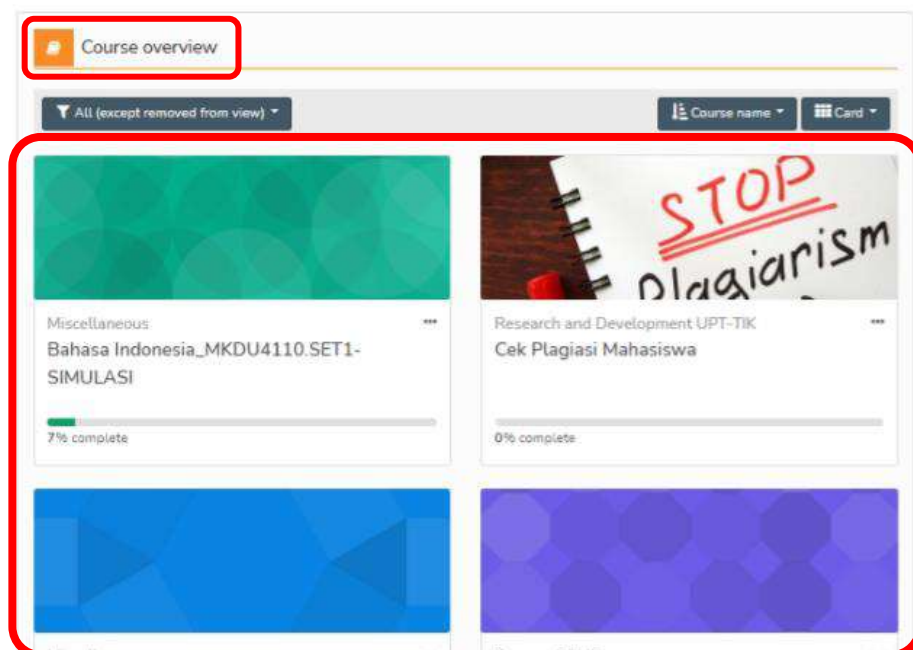 Course overview
All (except removed from view)
Course name
Card
STOP
Plagiarism
Miscellaneous
Bahasa Indonesia_MKDU4110.SET1-
SIMULASI
7% complete
Research and Development UPT-TIK
Cek Plagiasi Mahasiswa
0% complete